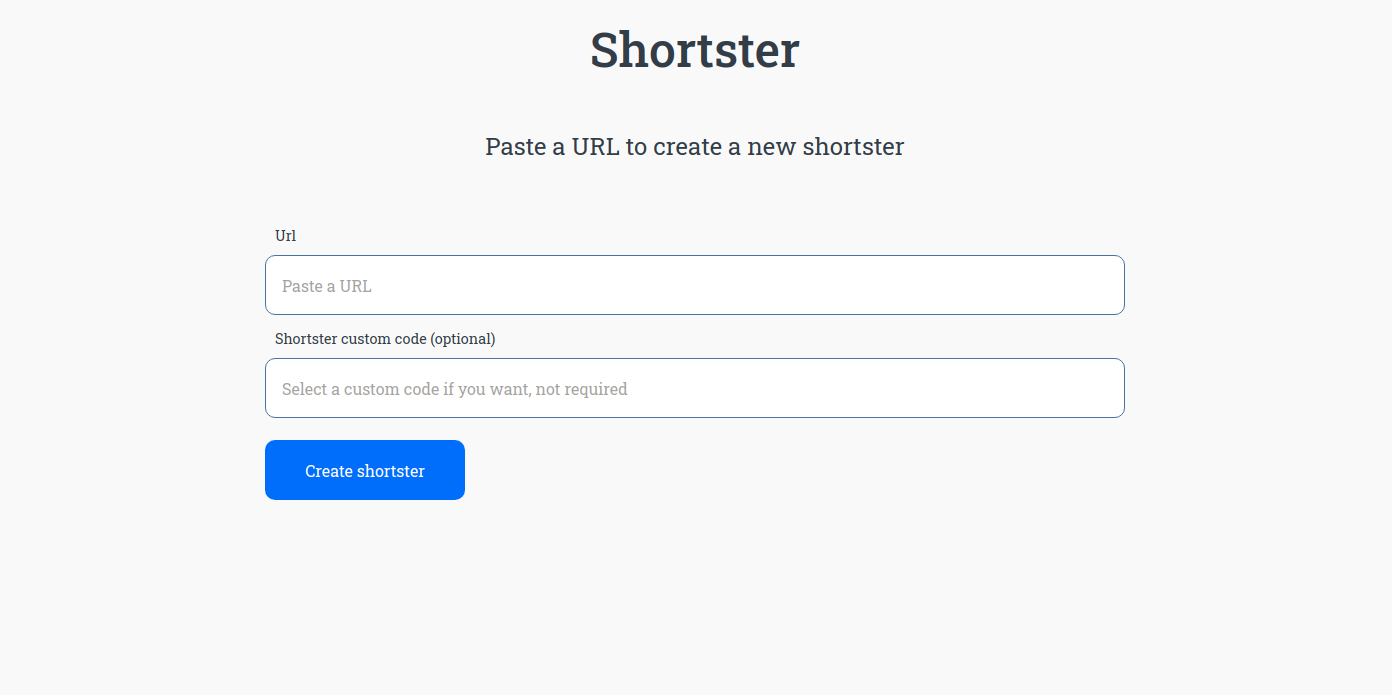 Shortster
Paste a URL to create a new shortster
Url
Paste a URL
Shortster custom code (optional)
Select a custom code if you want, not required
Create shortster